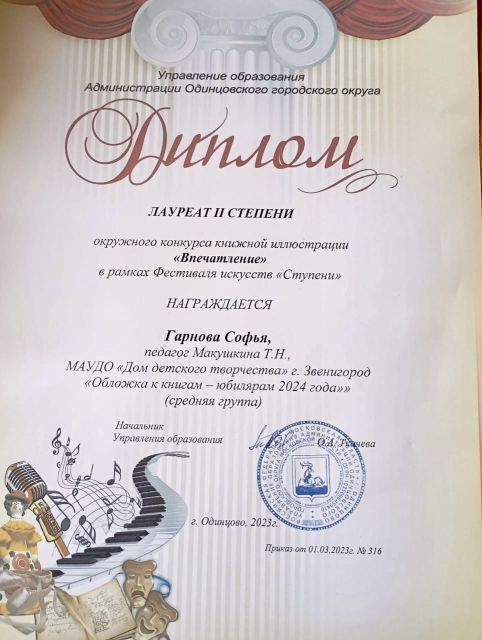 Управление образования
Администрации Одинцовского городского округа
Диплом
ЛАУРЕАТ II СТЕПЕНИ
окружного конкурса книжной иллюстрации
«Впечатление»
в рамках Фестиваля искусств «Ступени»
НАГРАЖДАЕТСЯ
Гарнова Софья,
педагог Макушкина Т.Н.,
МАУДО «Дом детского творчества» г. Звенигород
«Обложка к книгам – юбилярам 2024 года»»
(средняя группа)
Начальник
Управления образования О.А. Ткачева
г. Одинцово, 2023г.
Приказ от 01.03.2023г. № 316